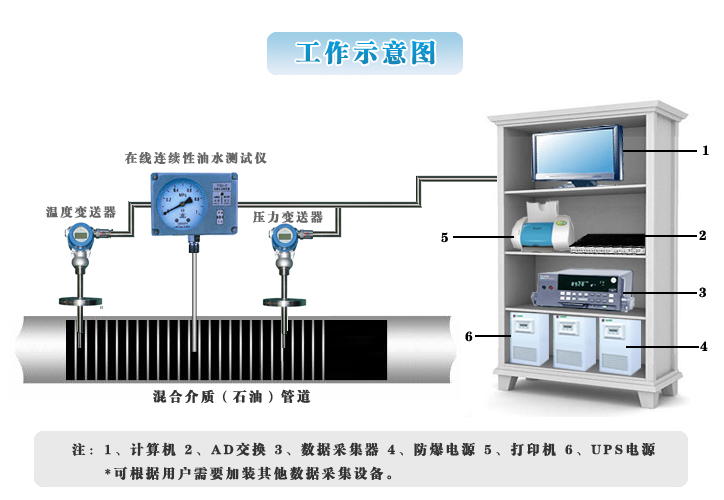 工作示意图
在线连续性油水测试仪
温度变送器
压力变送器
MPa
1
2
3
4
5
6
混合介质（石油）管道
注：1、计算机 2、AD交换 3、数据采集器 4、防爆电源 5、打印机 6、UPS电源
*可根据用户需要加装其他数据采集设备。